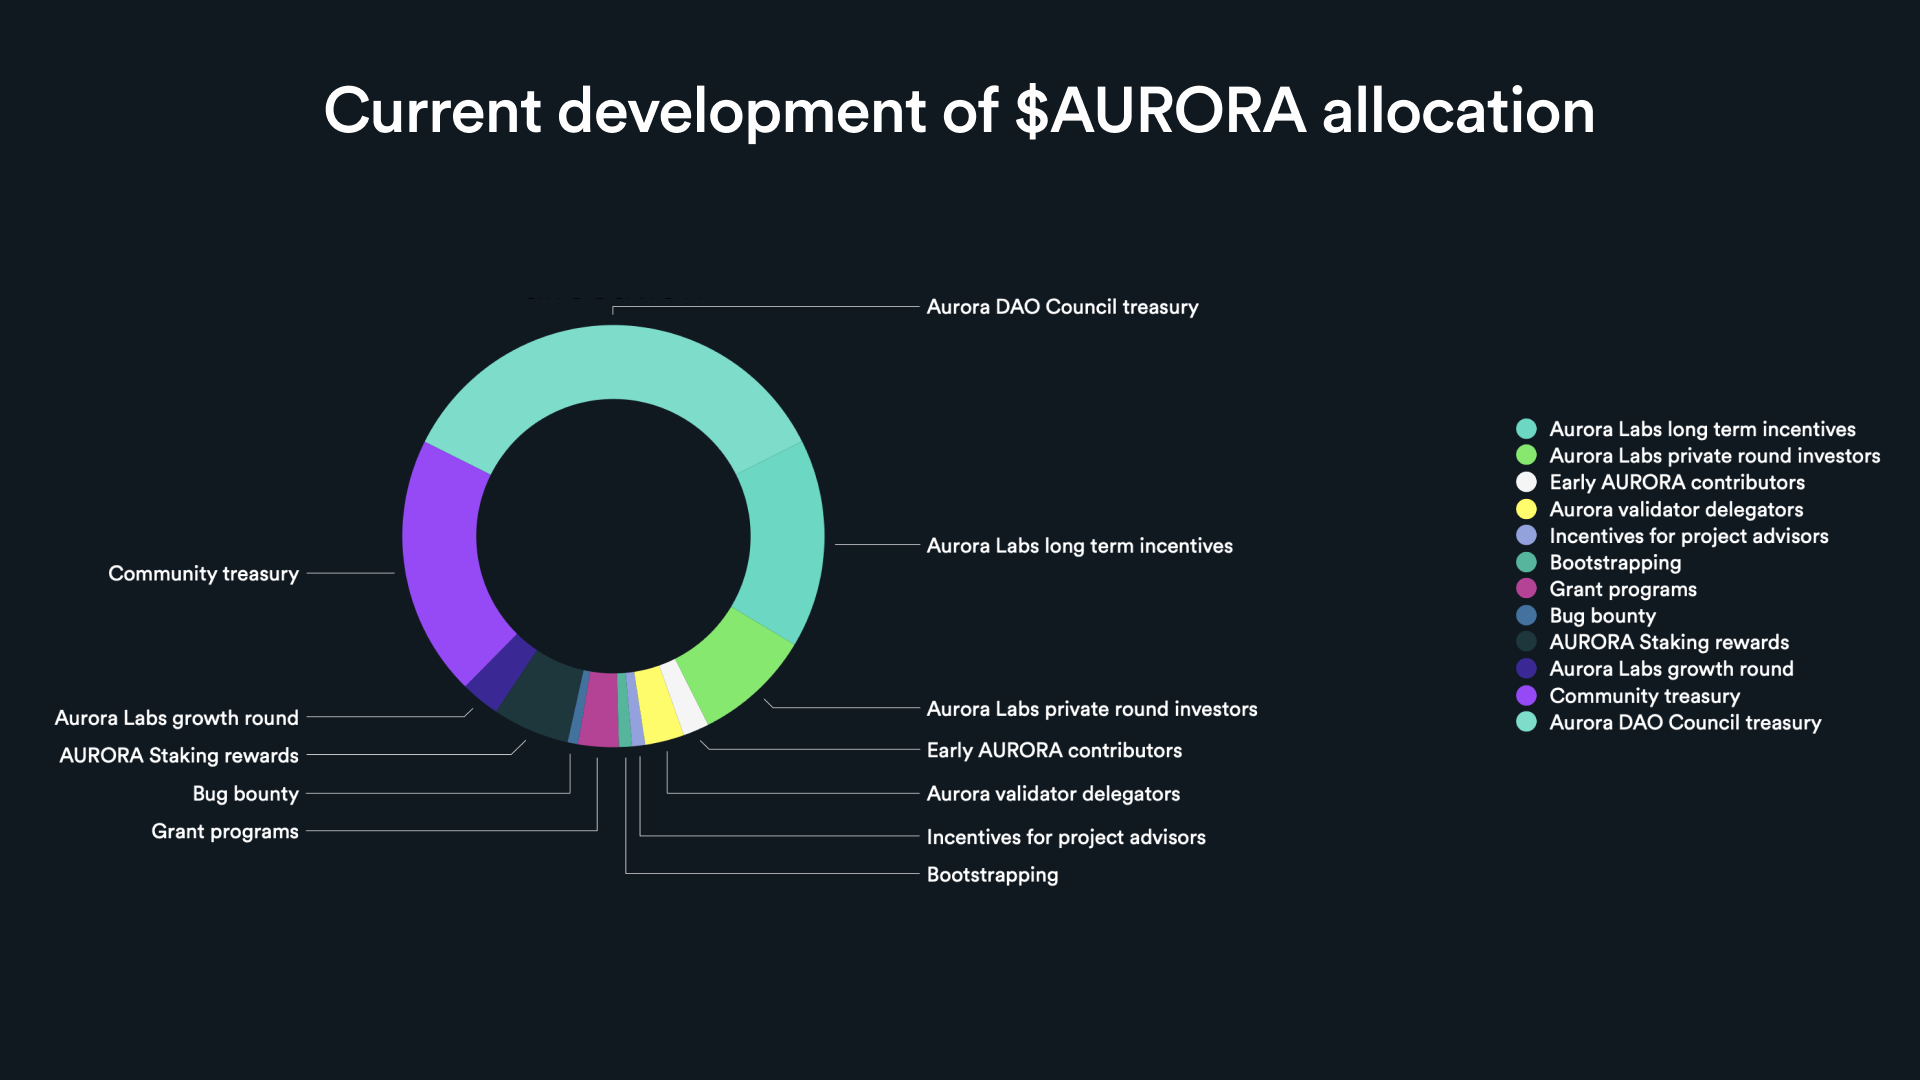 Current development of $AURORA allocation
Aurora DAO Council treasury
Aurora Labs long term incentives
Community treasury
Aurora Labs private round investors
Aurora Labs growth round
Early AURORA contributors
AURORA Staking rewards
Aurora validator delegators
Bug bounty
Grant programs
Incentives for project advisors
Bootstrapping
Aurora Labs long term incentives
Aurora Labs private round investors
Early AURORA contributors
Aurora validator delegators
Incentives for project advisors
Bootstrapping
Grant programs
Bug bounty
AURORA Staking rewards
Aurora Labs growth round
Community treasury
Aurora DAO Council treasury